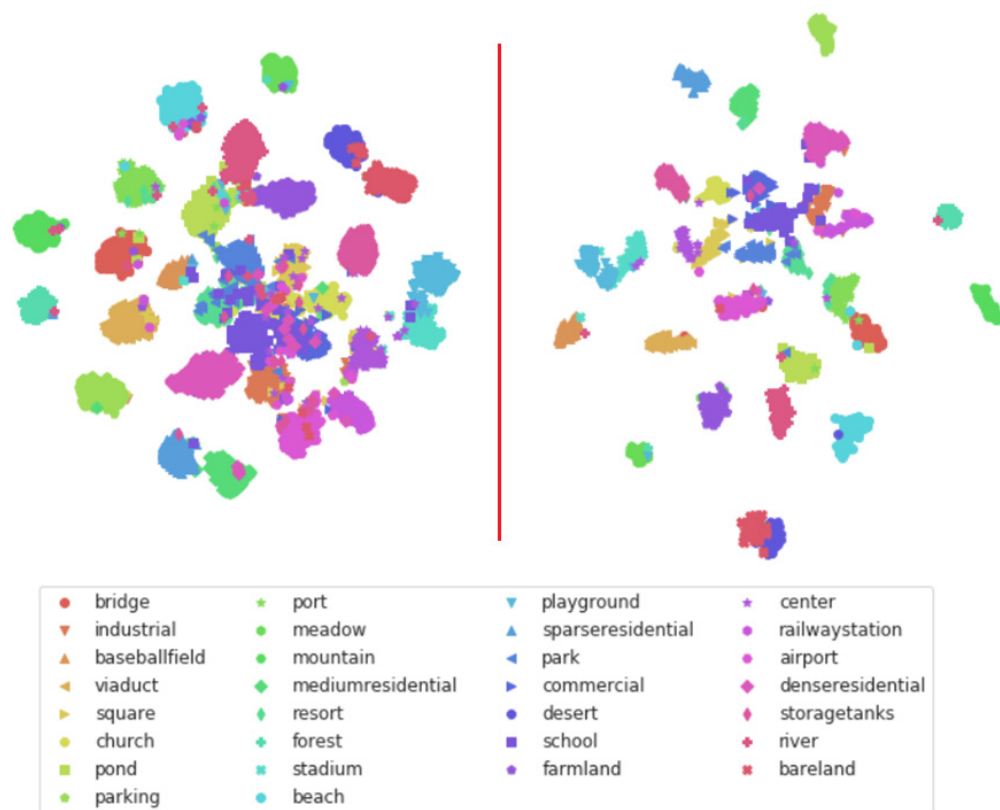 bridge
industrial
baseballfield
viaduct
square
church
pond
parking
port
meadow
mountain
mediumresidential
resort
forest
stadium
beach
playground
sparseresidential
park
commercial
desert
school
farmland
center
railwaystation
airport
denseresidential
storagetanks
river
bareland